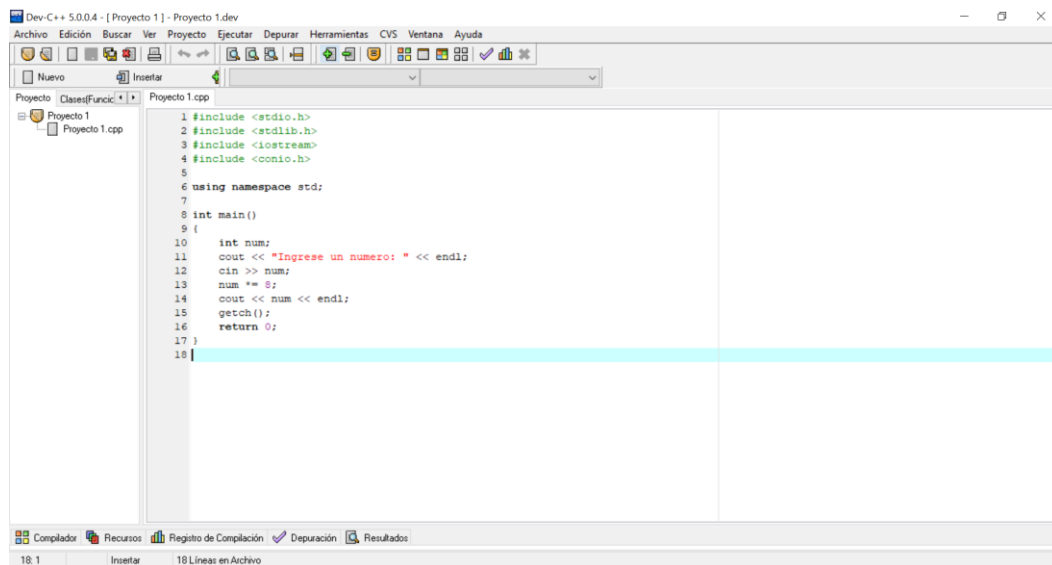 Dev-C++ 5.0.0.4 - [ Proyecto 1 ] - Proyecto 1.dev
Archivo Edición Buscar Ver Proyecto Ejecutar Depurar Herramientas CVS Ventana Ayuda
Nuevo Insertar
Proyecto Clases(Funcic Proyecto 1.cpp
Proyecto 1
Proyecto 1.cpp
1 #include <stdio.h>
2 #include <stdlib.h>
3 #include <iostream>
4 #include <conio.h>
5
6 using namespace std;
7
8 int main()
9 {
10 int num;
11 cout << "Ingrese un numero: " << endl;
12 cin >> num;
13 num *= 8;
14 cout << num << endl;
15 getch();
16 return 0;
17 }
18
Compilador Recursos Registro de Compilación Depuración Resultados
18: 1 Insertar 18 Líneas en Archivo